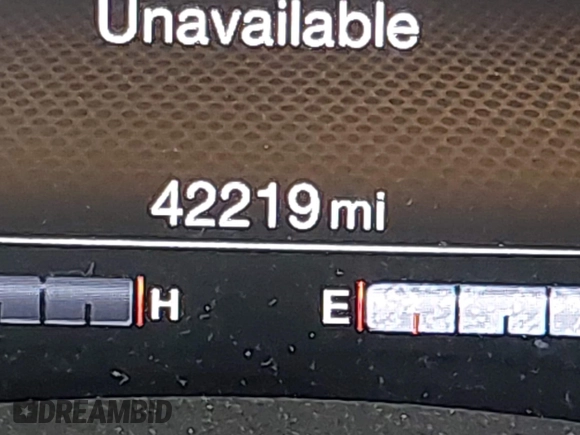 Unavailable
42219 mi
H E
DREAMBID